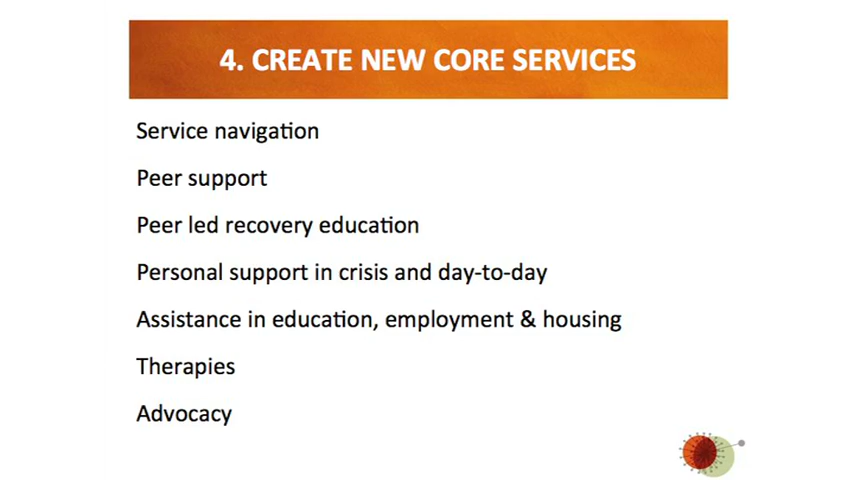 4. CREATE NEW CORE SERVICES
Service navigation
Peer support
Peer led recovery education
Personal support in crisis and day-to-day
Assistance in education, employment & housing
Therapies
Advocacy